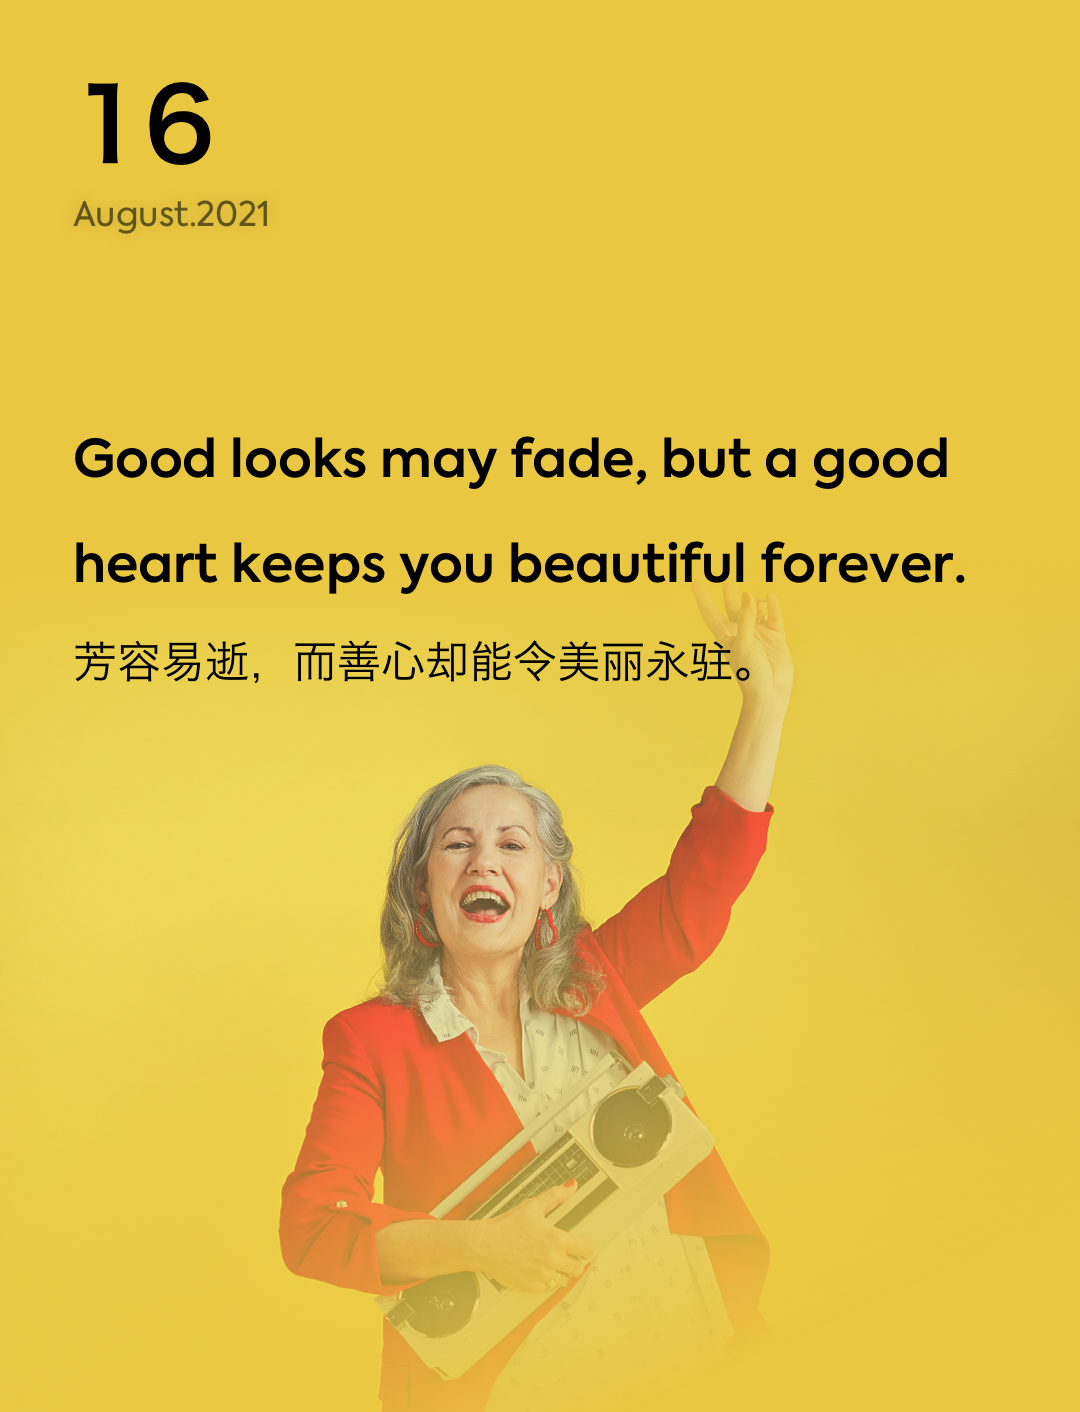 16
August.2021
Good looks may fade, but a good
heart keeps you beautiful forever.
芳容易逝，而善心却能令美丽永驻。